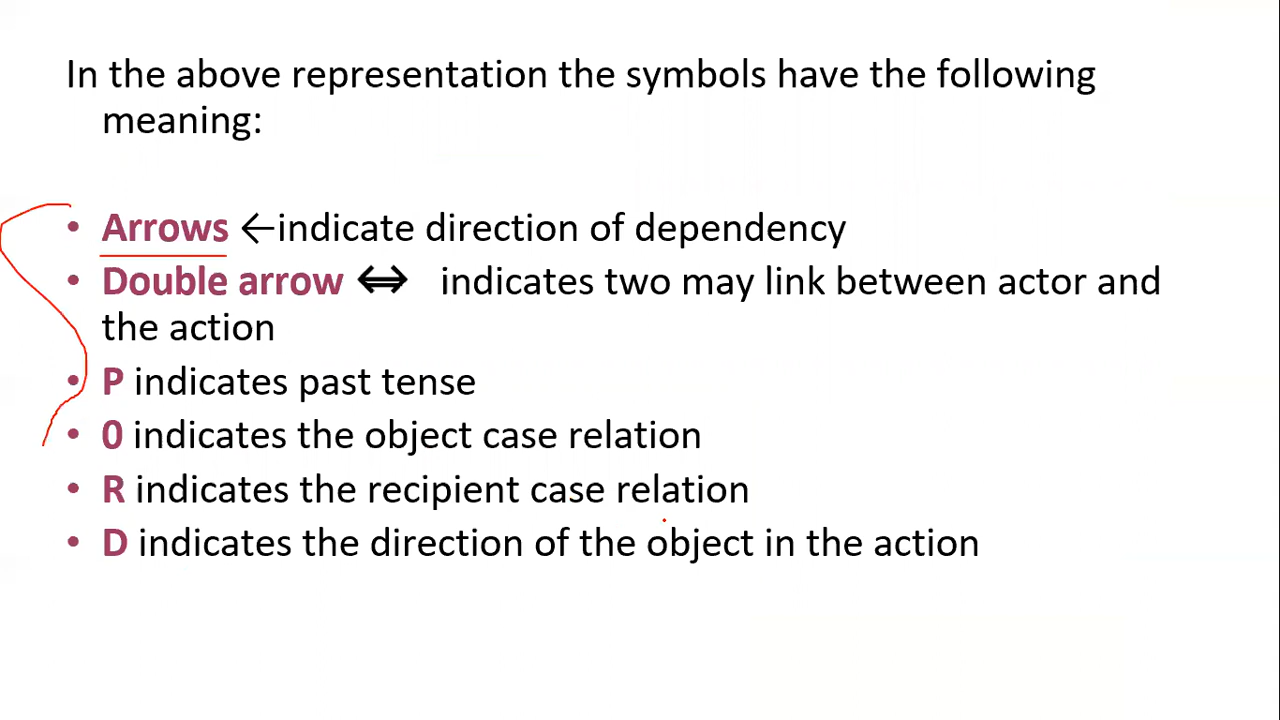 In the above representation the symbols have the following
meaning:
• Arrows ←indicate direction of dependency
• Double arrow ⇔ indicates two may link between actor and
the action
• P indicates past tense
• 0 indicates the object case relation
• R indicates the recipient case relation
• D indicates the direction of the object in the action